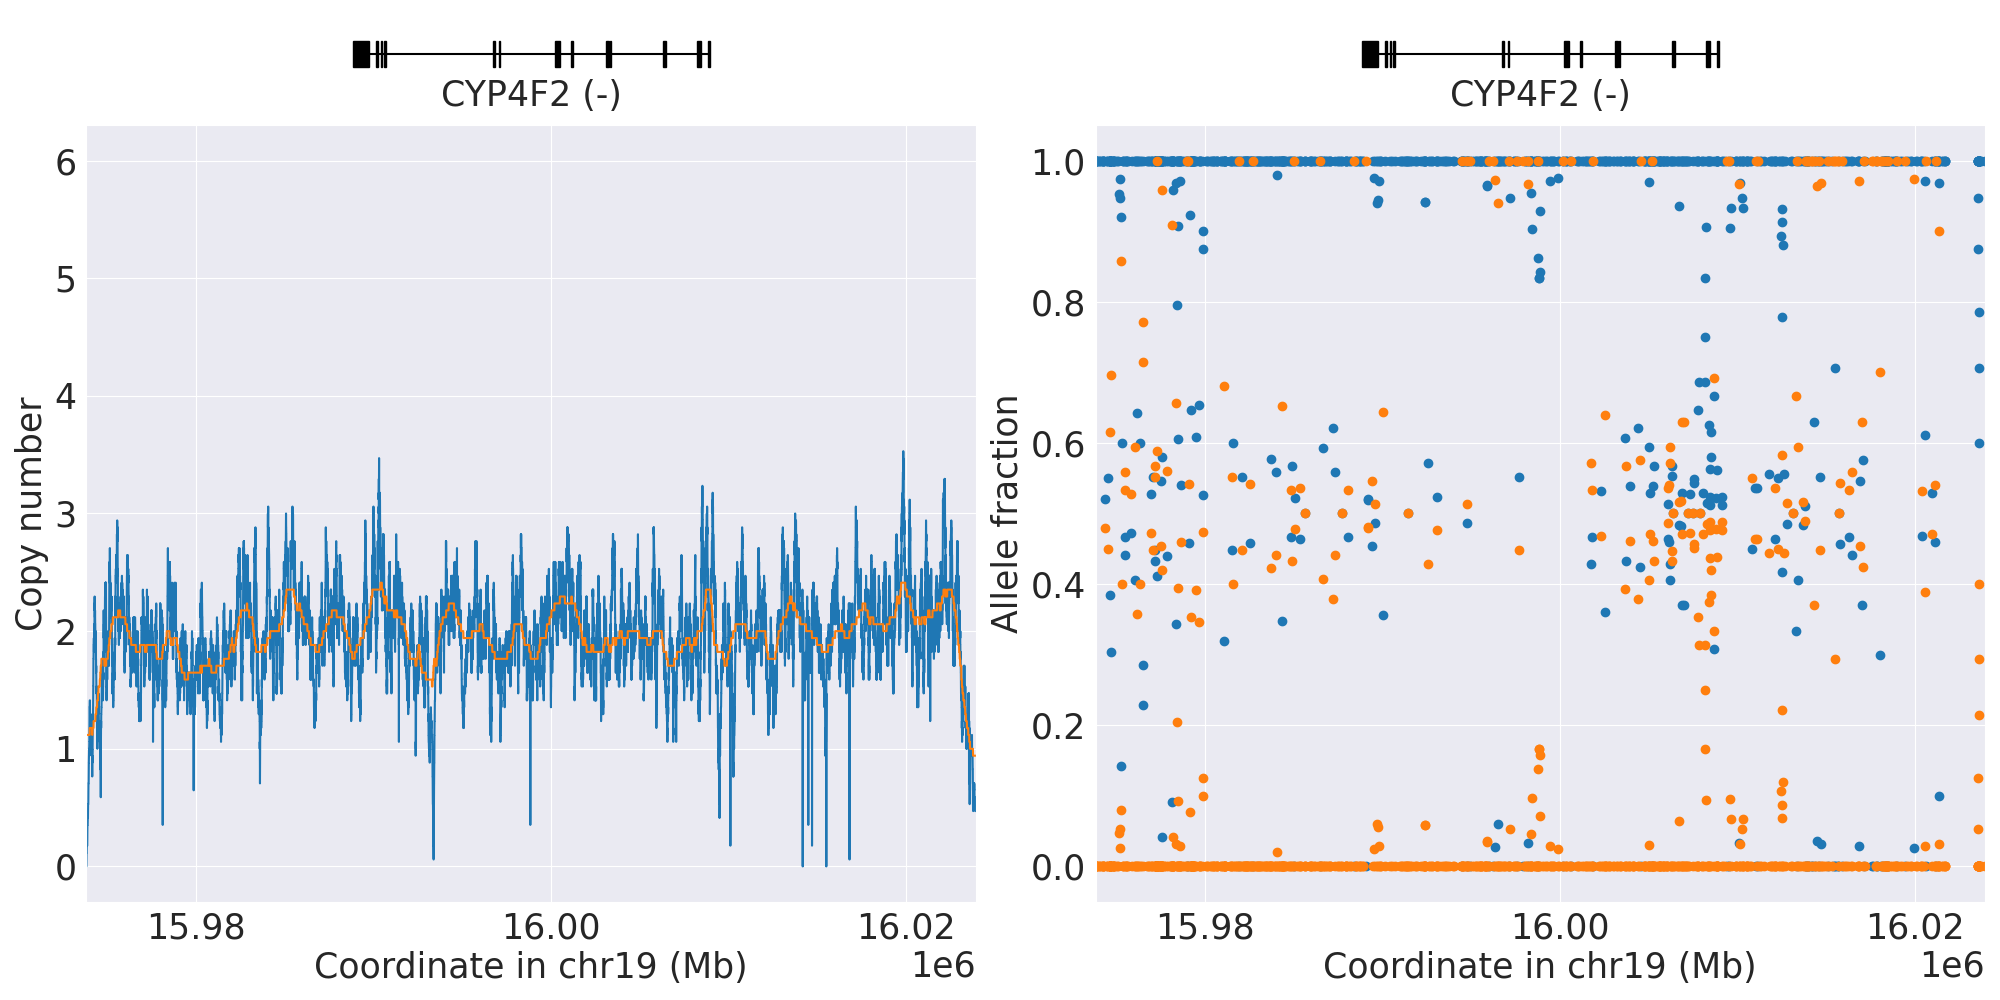 CYP4F2 (-)
CYP4F2 (-)
Copy number
6
5
4
3
2
1
0
15.98
16.00
16.02
Coordinate in chr19 (Mb)
1e6
Allele fraction
1.0
0.8
0.6
0.4
0.2
0.0
15.98
16.00
16.02
Coordinate in chr19 (Mb)
1e6